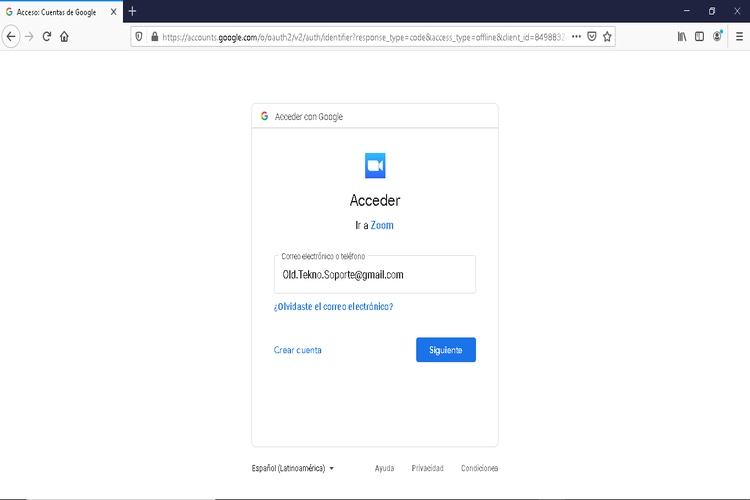 Acceso: Cuentas de Google
https://accounts.google.com/o/oauth2/v2/auth/identifier?response_type=code&access_type=offline&client_id=849883
Acceder con Google
Acceder
Ir a Zoom
Correo electrónico o teléfono
Old.Tekno.Soporte@gmail.com
¿Olvidaste el correo electrónico?
Crear cuenta
Siguiente
Español (Latinoamérica)
Ayuda
Privacidad
Condiciones